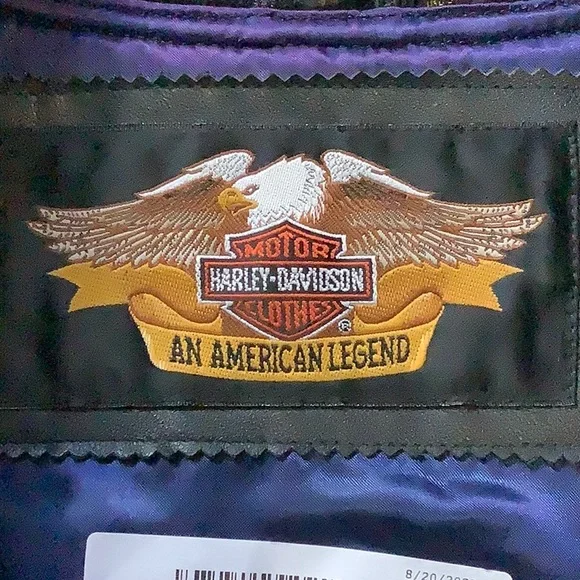 MOTOR
HARLEY-DAVIDSON
CLOTHES
®
AN AMERICAN LEGEND